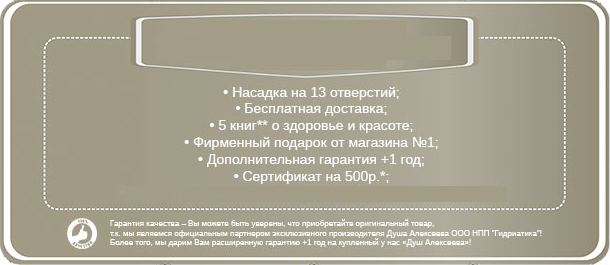 • Насадка на 13 отверстий;
• Бесплатная доставка;
• 5 книг** о здоровье и красоте;
• Фирменный подарок от магазина №1;
• Дополнительная гарантия +1 год;
• Сертификат на 500р.*;
Гарантия качества – Вы можете быть уверены, что приобретайте оригинальный товар,
т.к. мы являемся официальным партнером эксклюзивного производителя Душа Алексеева ООО НПП "Гидриатика"!
Более того, мы дарим Вам расширенную гарантию +1 год на купленный у нас «Душ Алексеева»!